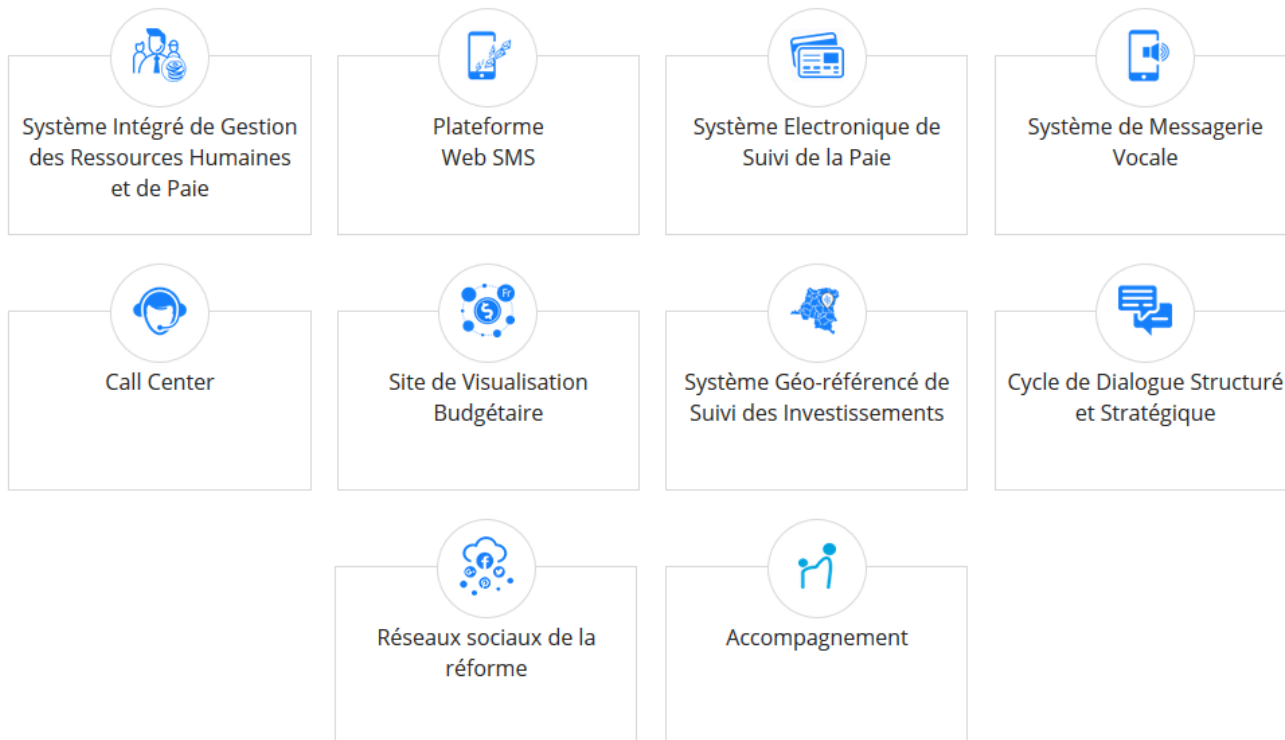 Système Intégré de Gestion
des Ressources Humaines
et de Paie
Plateforme
Web SMS
Système Electronique de
Suivi de la Paie
Système de Messagerie
Vocale
Call Center
Fr
$
Site de Visualisation
Budgétaire
Système Géo-référencé de
Suivi des Investissements
Cycle de Dialogue Structuré
et Stratégique
Réseaux sociaux de la
réforme
Accompagnement